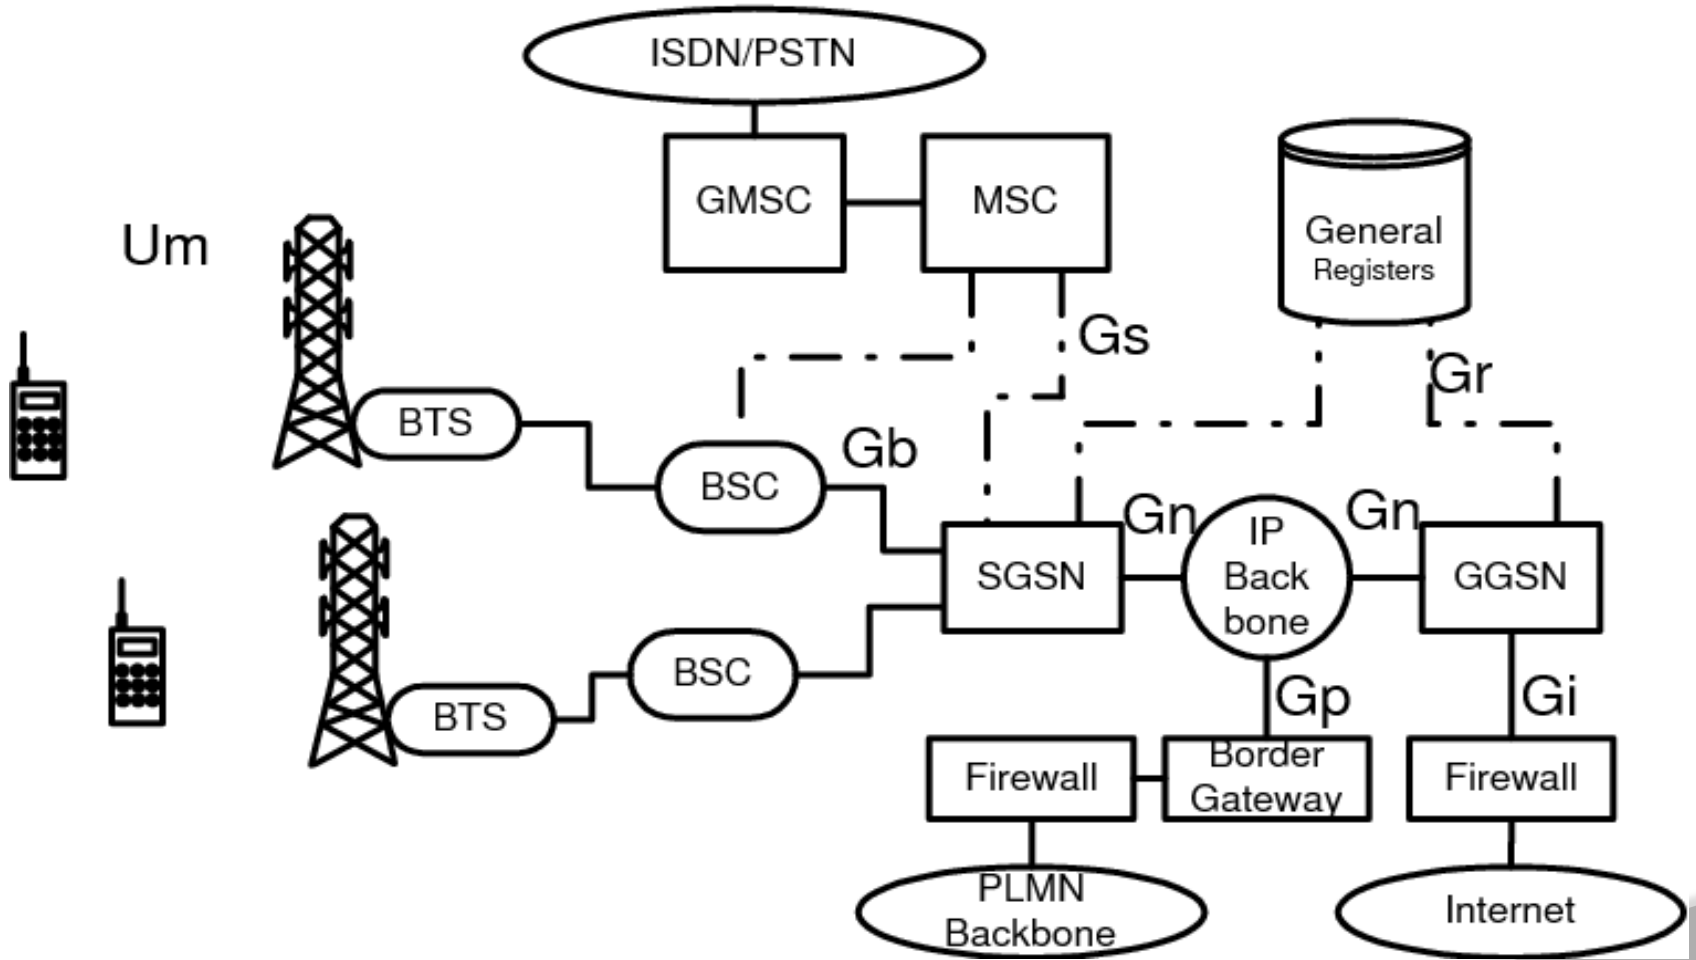 ISDN/PSTN
GMSC
MSC
General
Registers
Um
Gs
Gr
BTS
Gb
BSC
Gn
Gn
IP
Back
bone
SGSN
GGSN
BSC
BTS
Gp
Gi
Firewall
Border
Gateway
Firewall
PLMN
Backbone
Internet